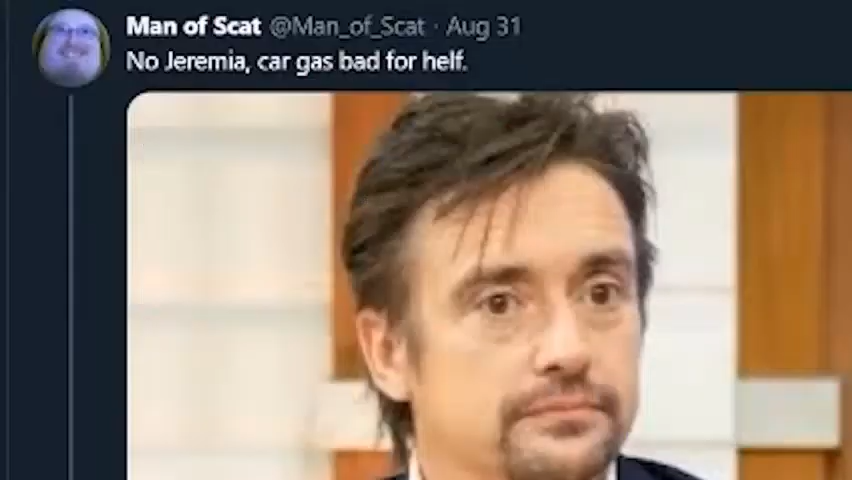 Man of Scat @Man_of_Scat · Aug 31
No Jeremia, car gas bad for helf.